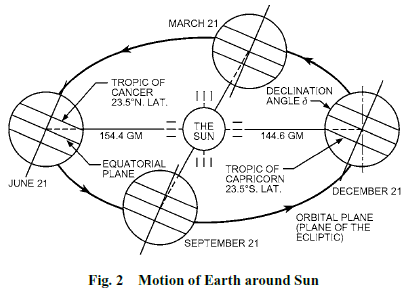 MARCH 21
TROPIC OF
CANCER
23.5°N. LAT.
DECLINATION
ANGLE δ
THE
SUN
154.4 GM
144.6 GM
EQUATORIAL
PLANE
TROPIC OF
CAPRICORN
23.5°S. LAT.
JUNE 21
DECEMBER 21
ORBITAL PLANE
(PLANE OF THE
ECLIPTIC)
SEPTEMBER 21
Fig. 2 Motion of Earth around Sun